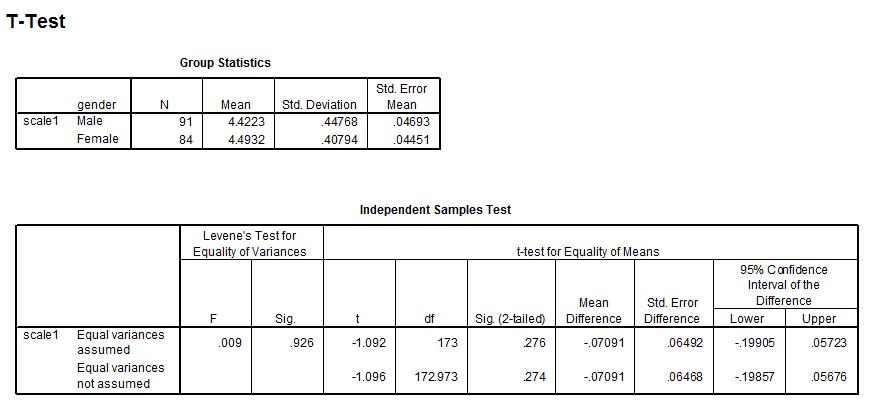 T-Test
Group Statistics
gender N Mean Std. Deviation Std. Error Mean
scale1 Male 91 4.4223 .44768 .04693
Female 84 4.4932 .40794 .04451
Independent Samples Test
Levene's Test for Equality of Variances t-test for Equality of Means
95% Confidence Interval of the Difference
F Sig. t df Sig. (2-tailed) Mean Difference Std. Error Difference Lower Upper
scale1 Equal variances assumed .009 .926 -1.092 173 .276 -.07091 .06492 -.19905 .05723
Equal variances not assumed -1.096 172.973 .274 -.07091 .06468 -.19857 .05676